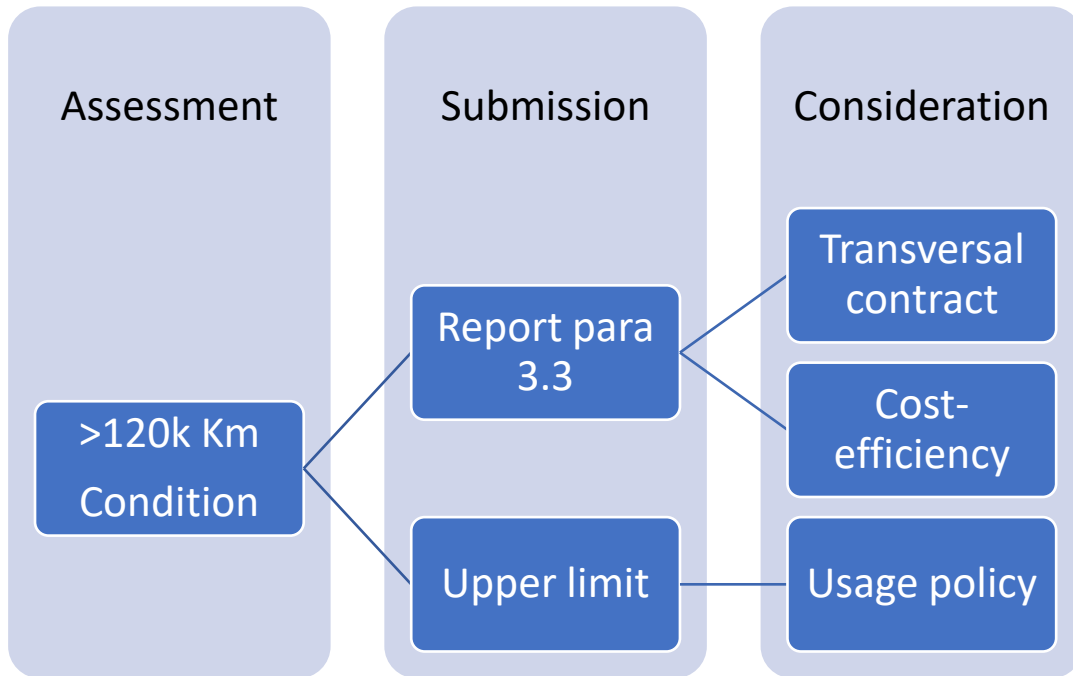 Assessment
Submission
Consideration
>120k Km
Condition
Report para
3.3
Upper limit
Transversal
contract
Cost-
efficiency
Usage policy